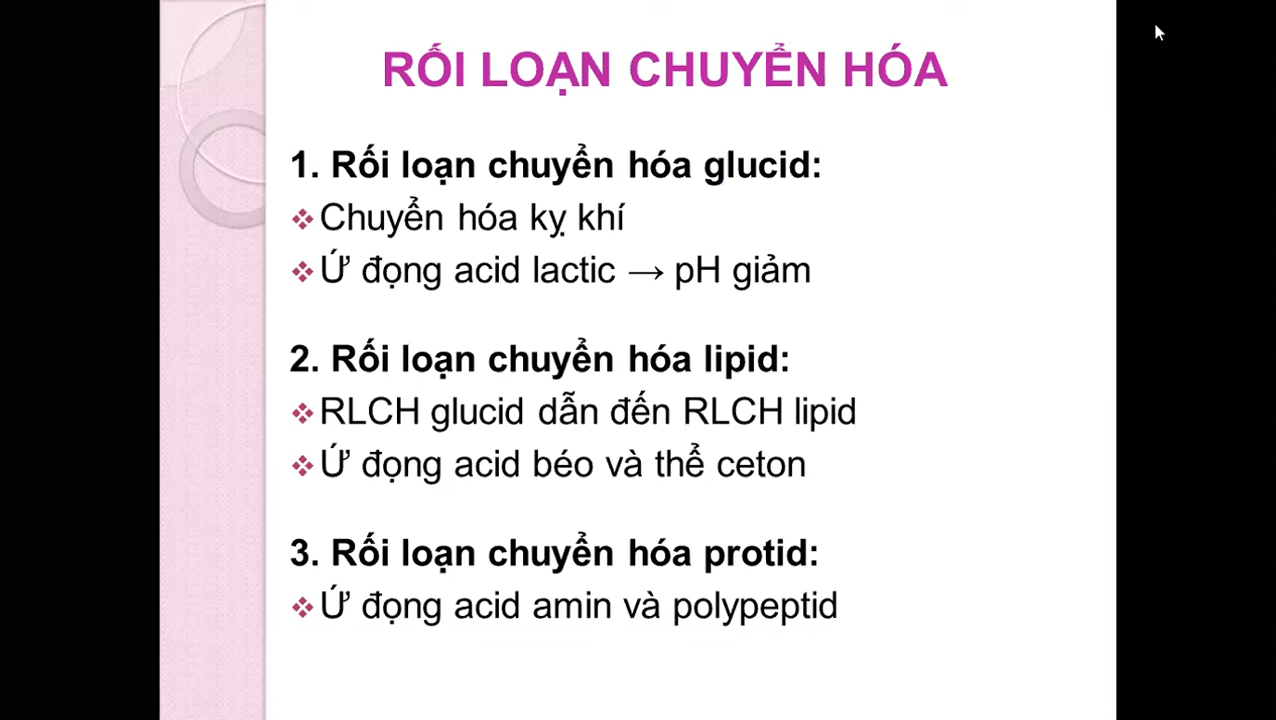 RỐI LOẠN CHUYỂN HÓA
1. Rối loạn chuyển hóa glucid:
❖ Chuyển hóa kỵ khí
❖ Ứ đọng acid lactic → pH giảm
2. Rối loạn chuyển hóa lipid:
❖ RLCH glucid dẫn đến RLCH lipid
❖ Ứ đọng acid béo và thể ceton
3. Rối loạn chuyển hóa protid:
❖ Ứ đọng acid amin và polypeptid